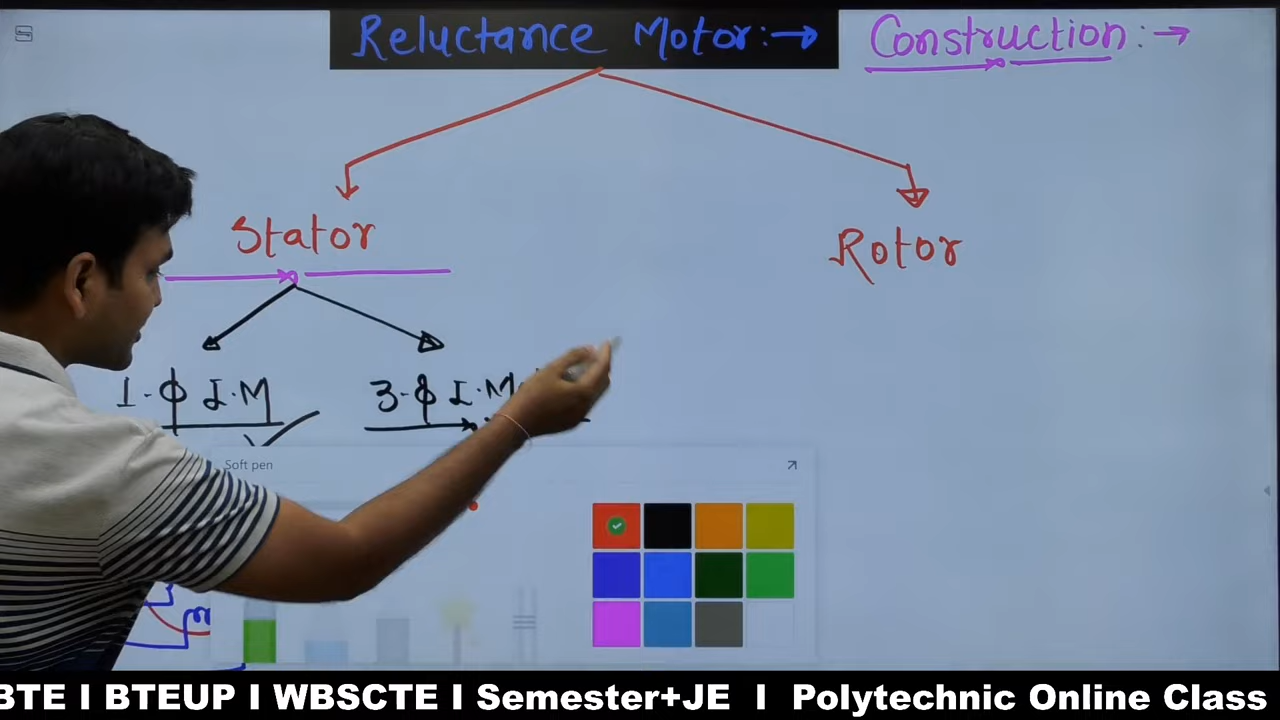 Reluctance Motor:→ Construction:→
Stator Rotor
1-Φ I.M 3-Φ I.M
Soft pen
BTE I BTEUP I WBSCTE I Semester+JE I Polytechnic Online Class